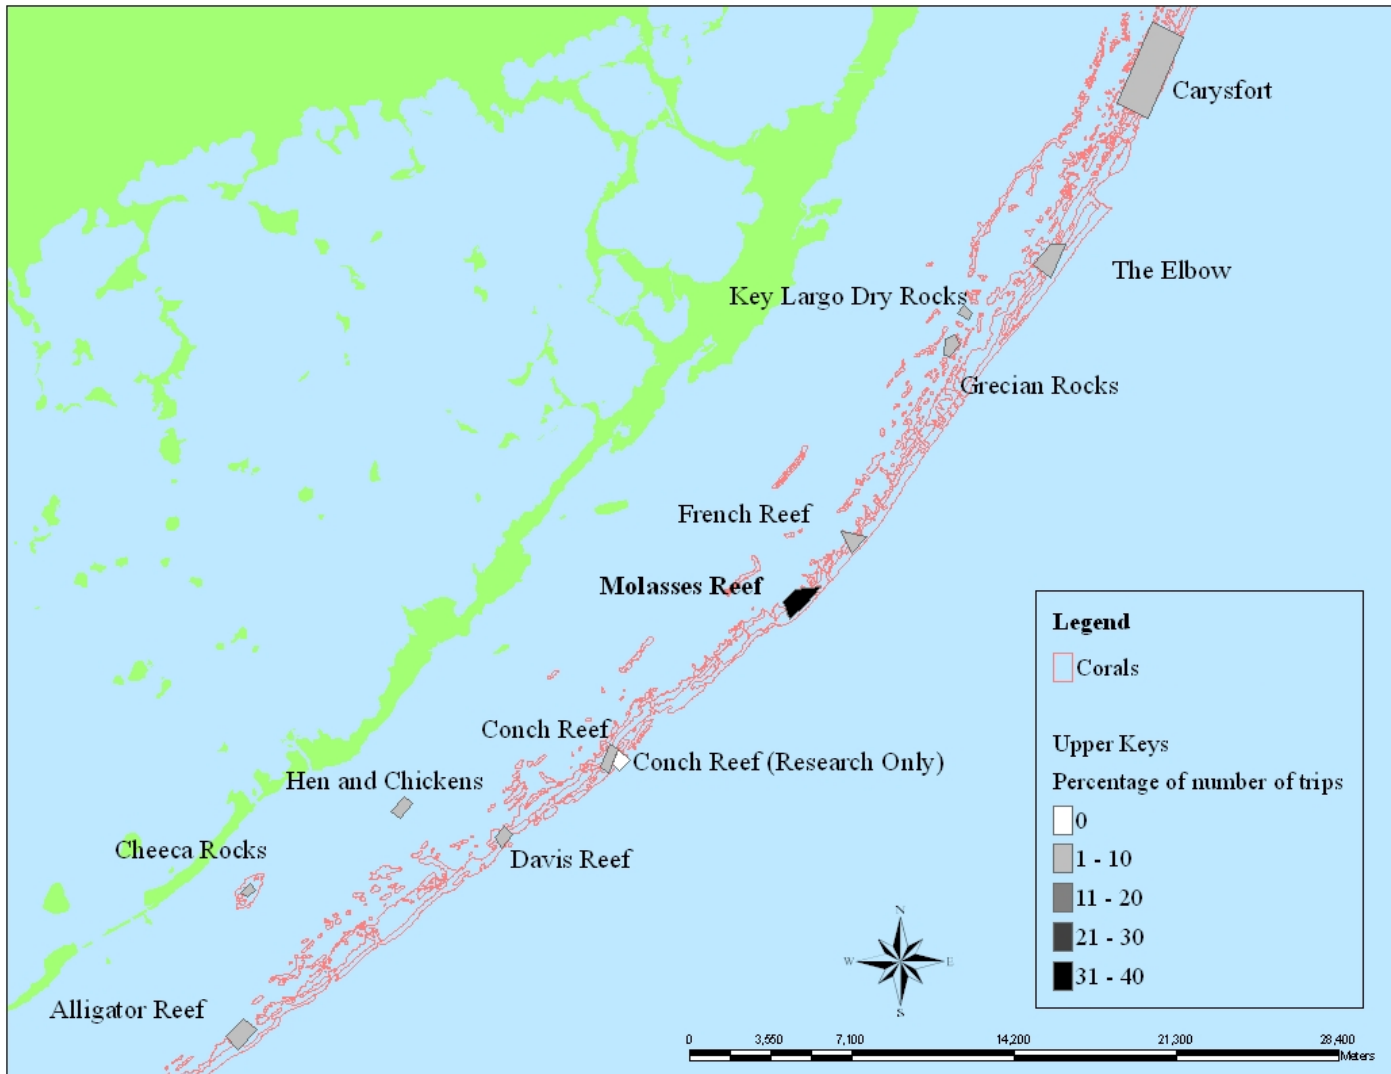 Carysfort
The Elbow
Key Largo Dry Rocks
Grecian Rocks
French Reef
Molasses Reef
Conch Reef
Conch Reef (Research Only)
Hen and Chickens
Cheeca Rocks
Davis Reef
Alligator Reef
Legend
Corals
Upper Keys
Percentage of number of trips
0
1 - 10
11 - 20
21 - 30
31 - 40
N
W E
S
0 3,550 7,100 14,200 21,300 28,400
Meters